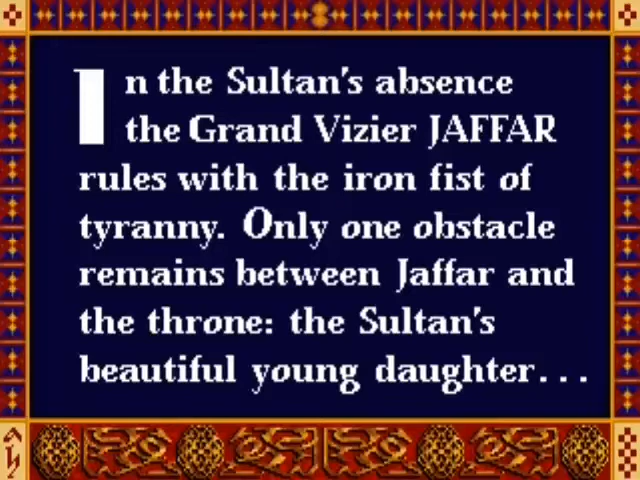 In the Sultan's absence
the Grand Vizier JAFFAR
rules with the iron fist of
tyranny. Only one obstacle
remains between Jaffar and
the throne: the Sultan's
beautiful young daughter...